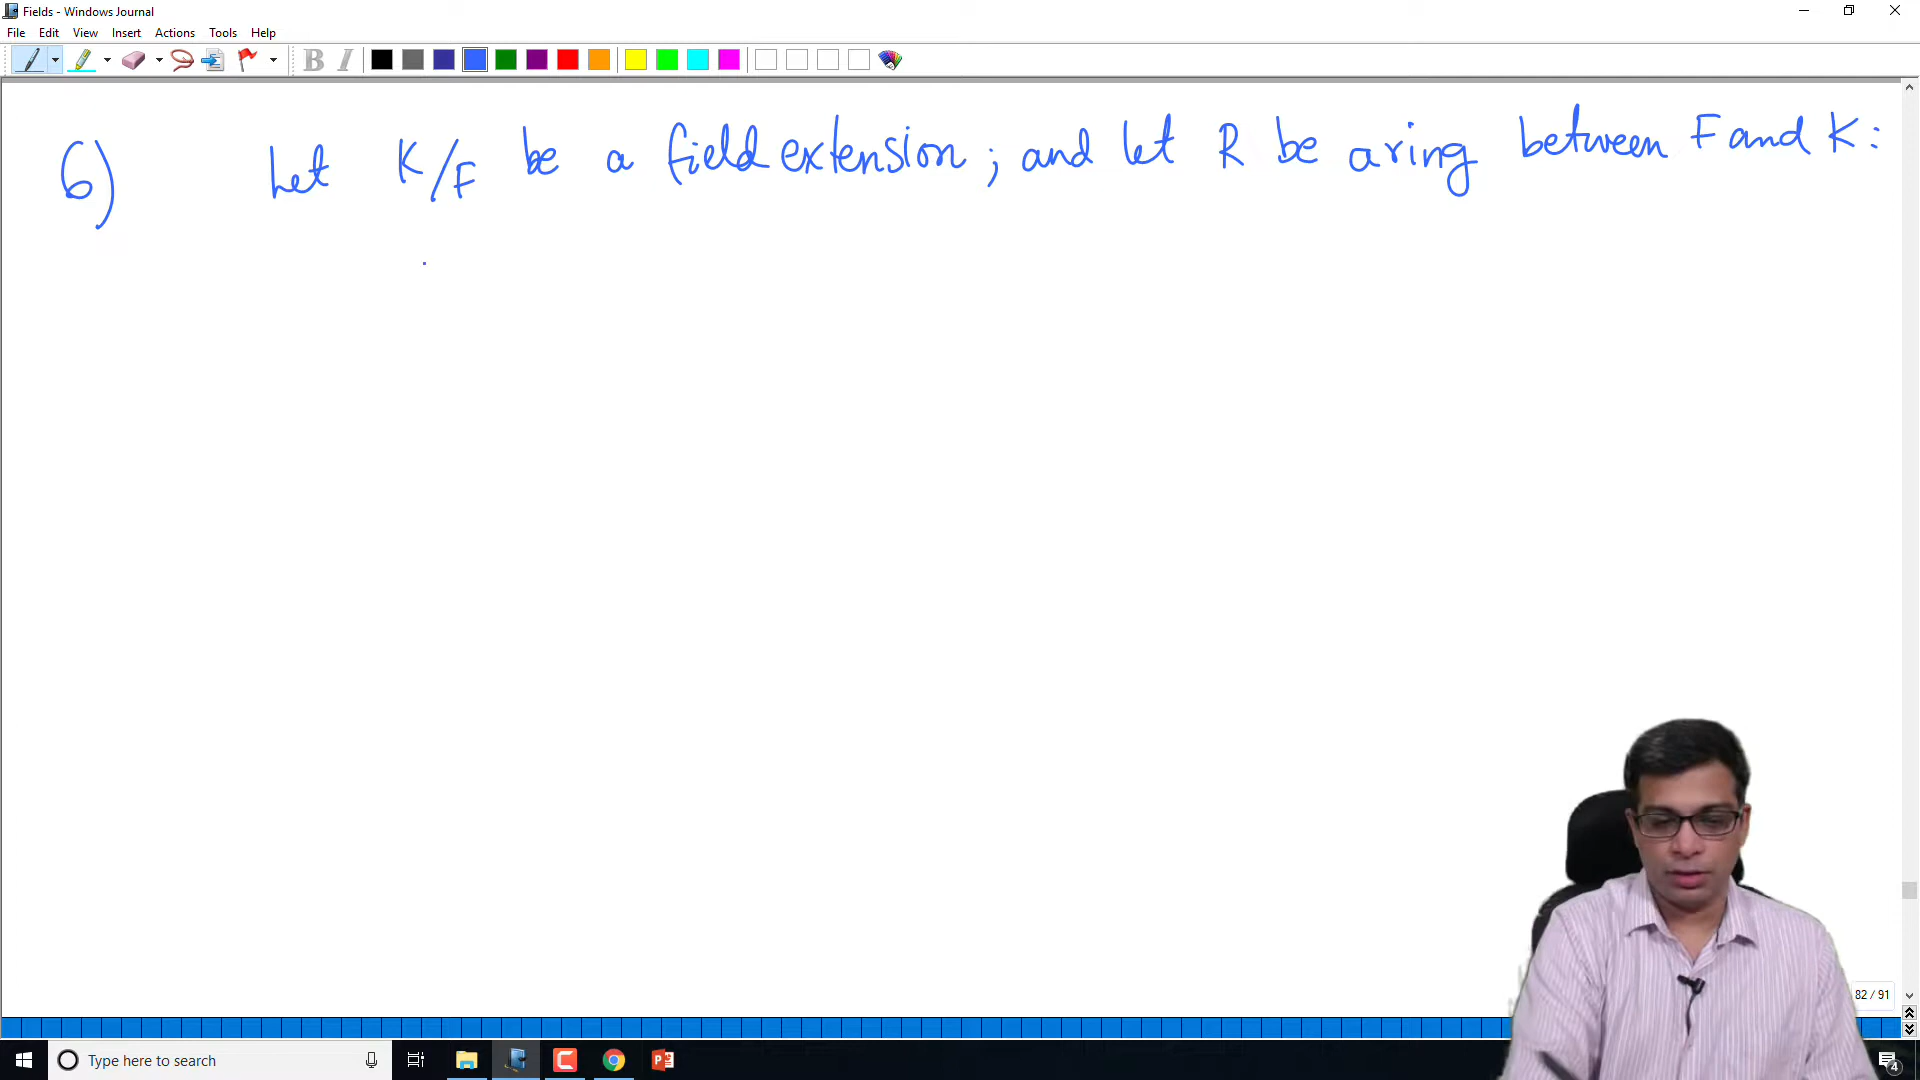 Fields - Windows Journal
File Edit View Insert Actions Tools Help
B I
6) Let K/F be a field extension; and let R be a ring between F and K:
82 / 91
Type here to search
4